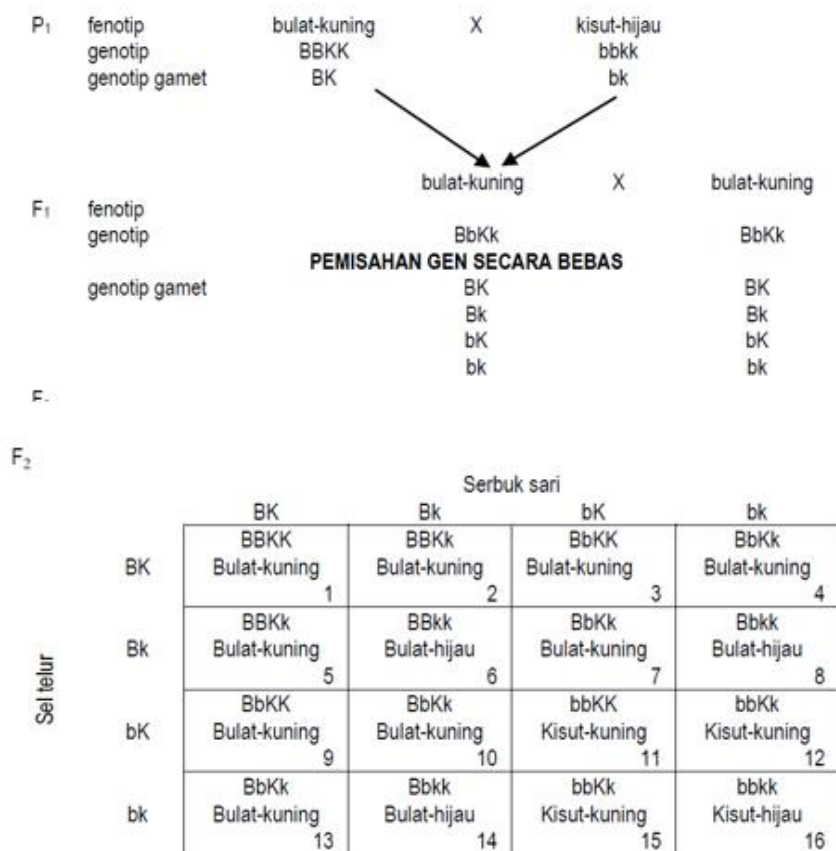 P1 fenotip bulat-kuning X kisut-hijau
genotip BBKK bbkk
genotip gamet BK bk
bulat-kuning X bulat-kuning
F1 fenotip
genotip BbKk BbKk
PEMISAHAN GEN SECARA BEBAS
genotip gamet BK BK
Bk Bk
bK bK
bk bk
F2
Serbuk sari
BK Bk bK bk
BBKK BBKk BbKK BbKk
BK Bulat-kuning Bulat-kuning Bulat-kuning Bulat-kuning
1 2 3 4
BBKk BBkk BbKk Bbkk
Bk Bulat-kuning Bulat-hijau Bulat-kuning Bulat-hijau
5 6 7 8
Sel telur
BbKK BbKk bbKK bbKk
bK Bulat-kuning Bulat-kuning Kisut-kuning Kisut-kuning
9 10 11 12
BbKk Bbkk bbKk bbkk
bk Bulat-kuning Bulat-hijau Kisut-kuning Kisut-hijau
13 14 15 16